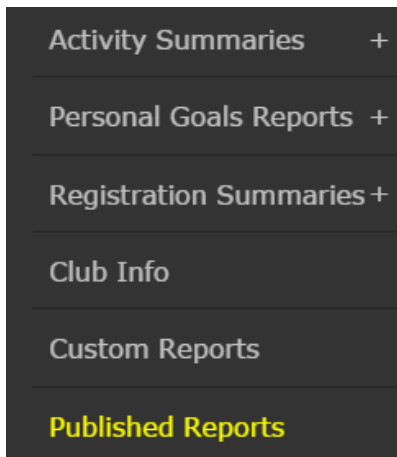 Activity Summaries +
Personal Goals Reports +
Registration Summaries +
Club Info
Custom Reports
Published Reports